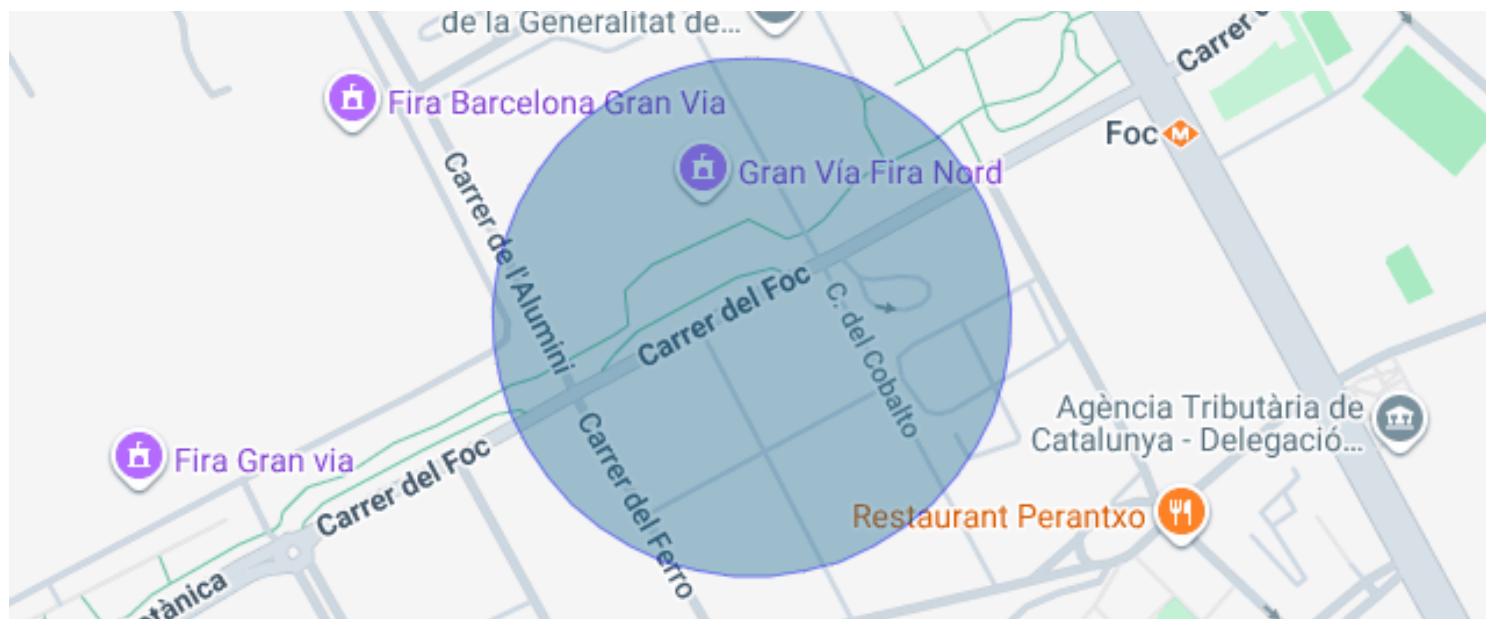 de la Generalitat de...
Carrer d
Fira Barcelona Gran Via
Foc
M
Gran Vía Fira Nord
Carrer de l'Alumini
Carrer del Foc
C. del Cobalto
Agència Tributària de
Catalunya - Delegació...
Fira Gran via
Carrer del Foc
Carrer del Ferro
Restaurant Perantxo
tànica